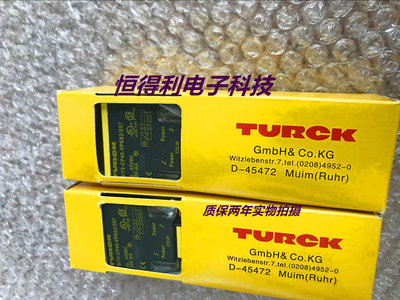 恒得利电子科技
TURCK
GmbH& Co.KG
Witzlebenstr.7,tel.(0208)4952-0
D-45472 Muim(Ruhr)
质保两年实物拍摄
TURCK
GmbH& Co.KG
Witzlebenstr.7,tel.(0208)4952-0
D-45472 Muim(Ruhr)